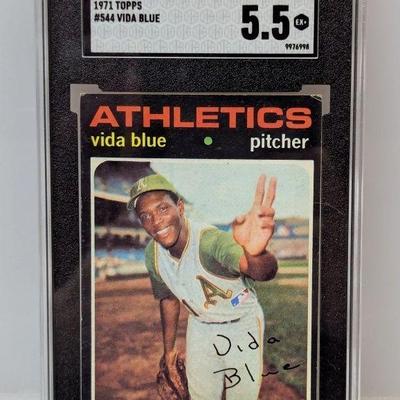 1971 TOPPS
#544 VIDA BLUE
5.5
EX+
9976998
ATHLETICS
vida blue • pitcher
A
Vida
Blue